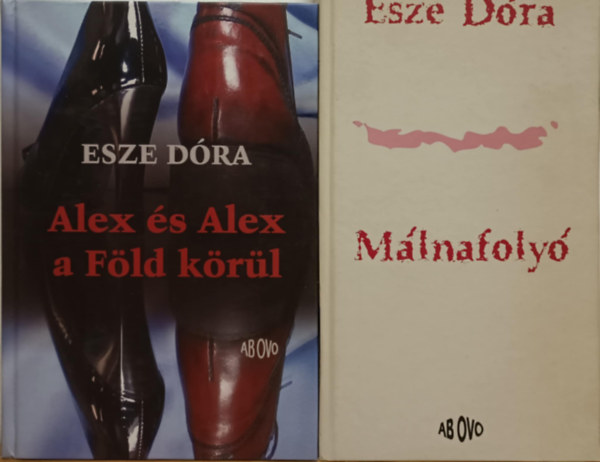 ESZE DÓRA
Alex és Alex
a Föld körül
AB OVO
Esze Dóra
Málnafolyó
AB OVO